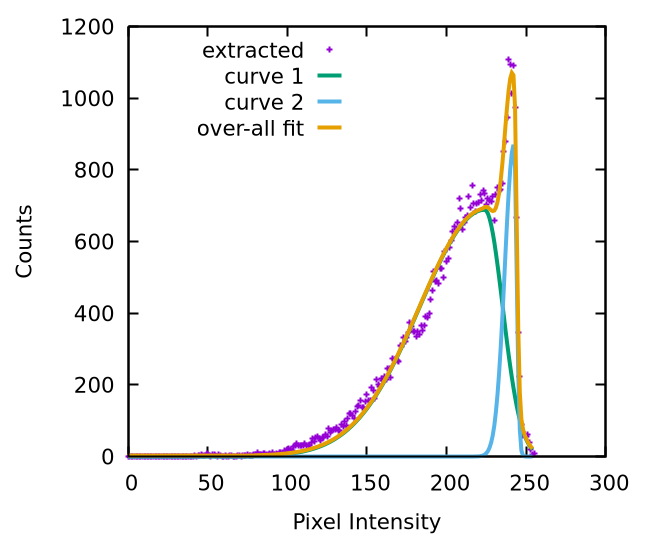 1200
1000
800
600
400
200
0
Counts
extracted
curve 1
curve 2
over-all fit
0 50 100 150 200 250 300
Pixel Intensity